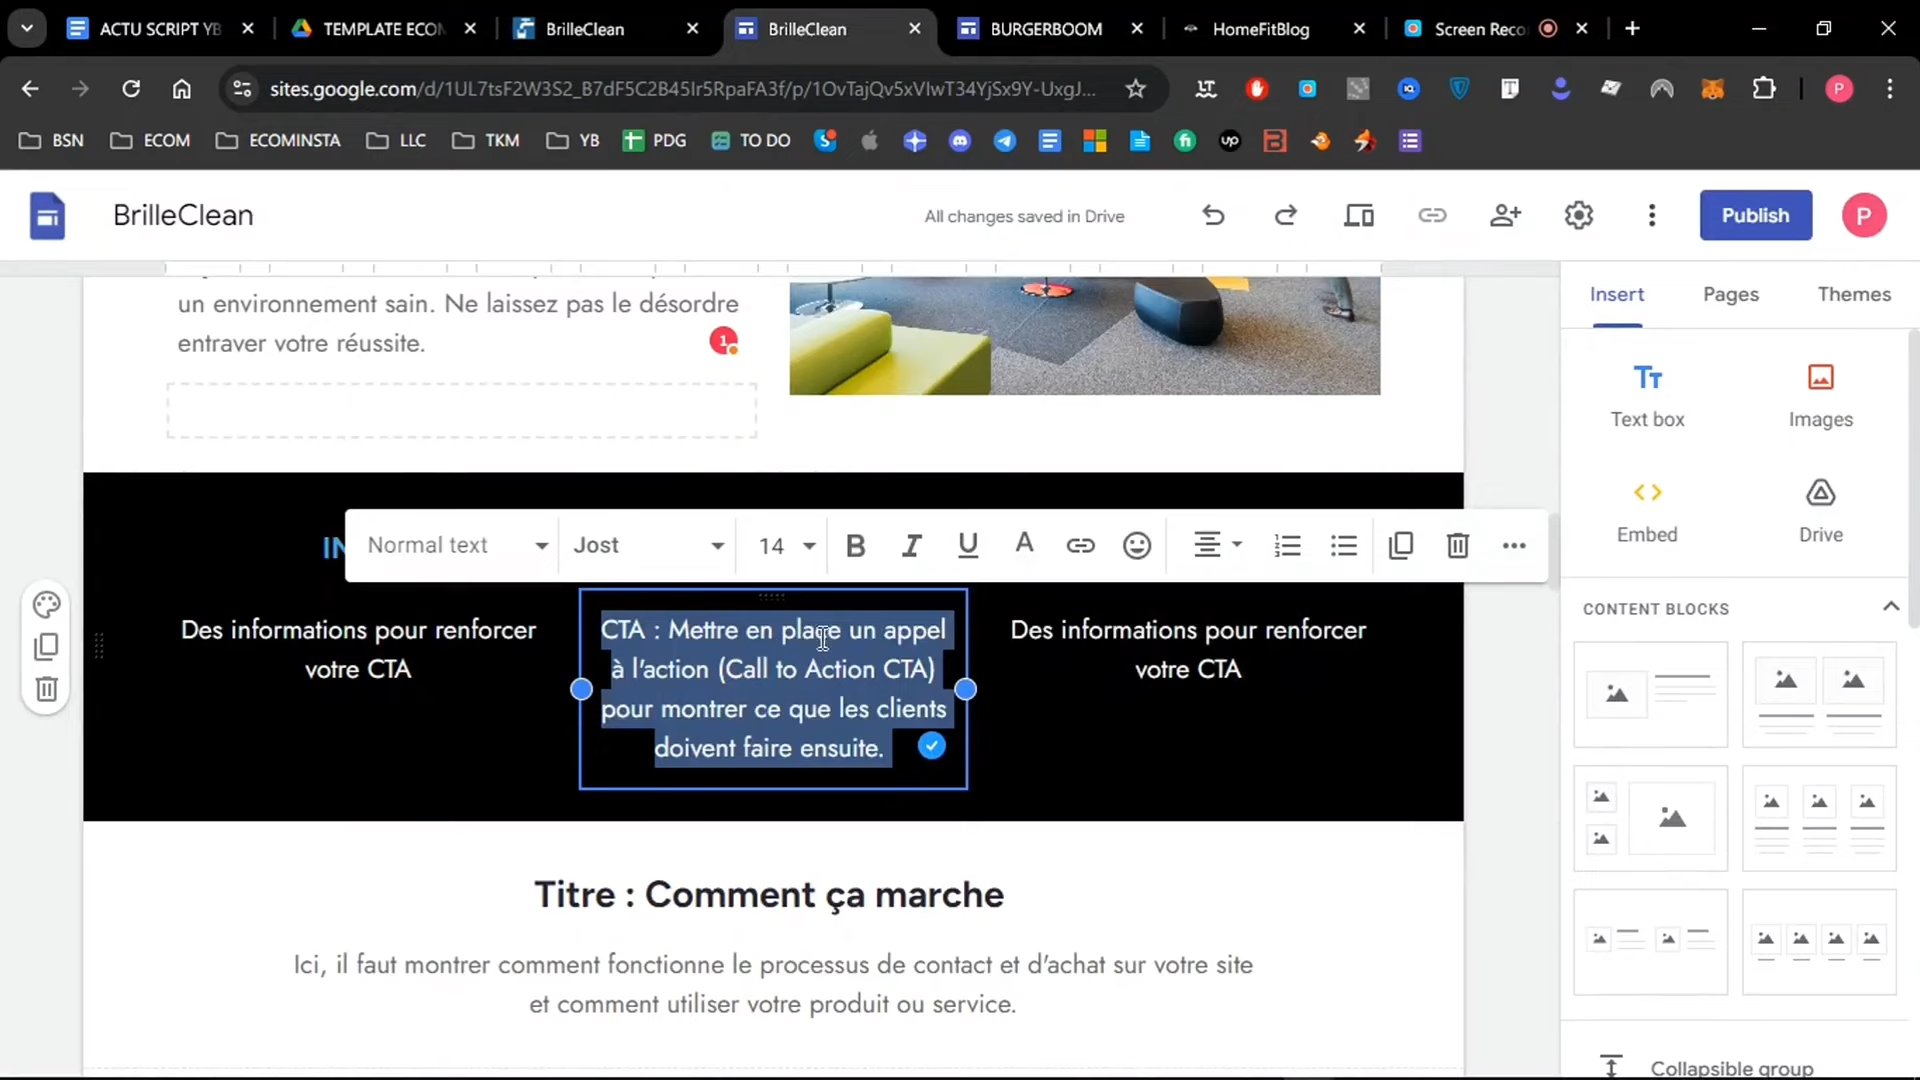 ACTU SCRIPT YB
TEMPLATE ECOM
BrilleClean
BrilleClean
BURGERBOOM
HomeFitBlog
Screen Reco
sites.google.com/d/1UL7tsF2W3S2_B7dF5C2B45Ir5RpaFA3f/p/1OvTajQv5xVIwT34YjSx9Y-UxgJ...
P
BSN
ECOM
ECOMINSTA
LLC
TKM
YB
PDG
TO DO
up
BrilleClean
All changes saved in Drive
Publish
P
un environnement sain. Ne laissez pas le désordre
entraver votre réussite.
1
Insert
Pages
Themes
Text box
Images
Embed
Drive
CONTENT BLOCKS
Collapsible group
IN
Normal text
Jost
14
Des informations pour renforcer
votre CTA
CTA : Mettre en place un appel
à l'action (Call to Action CTA)
pour montrer ce que les clients
doivent faire ensuite.
Des informations pour renforcer
votre CTA
Titre : Comment ça marche
Ici, il faut montrer comment fonctionne le processus de contact et d'achat sur votre site
et comment utiliser votre produit ou service.